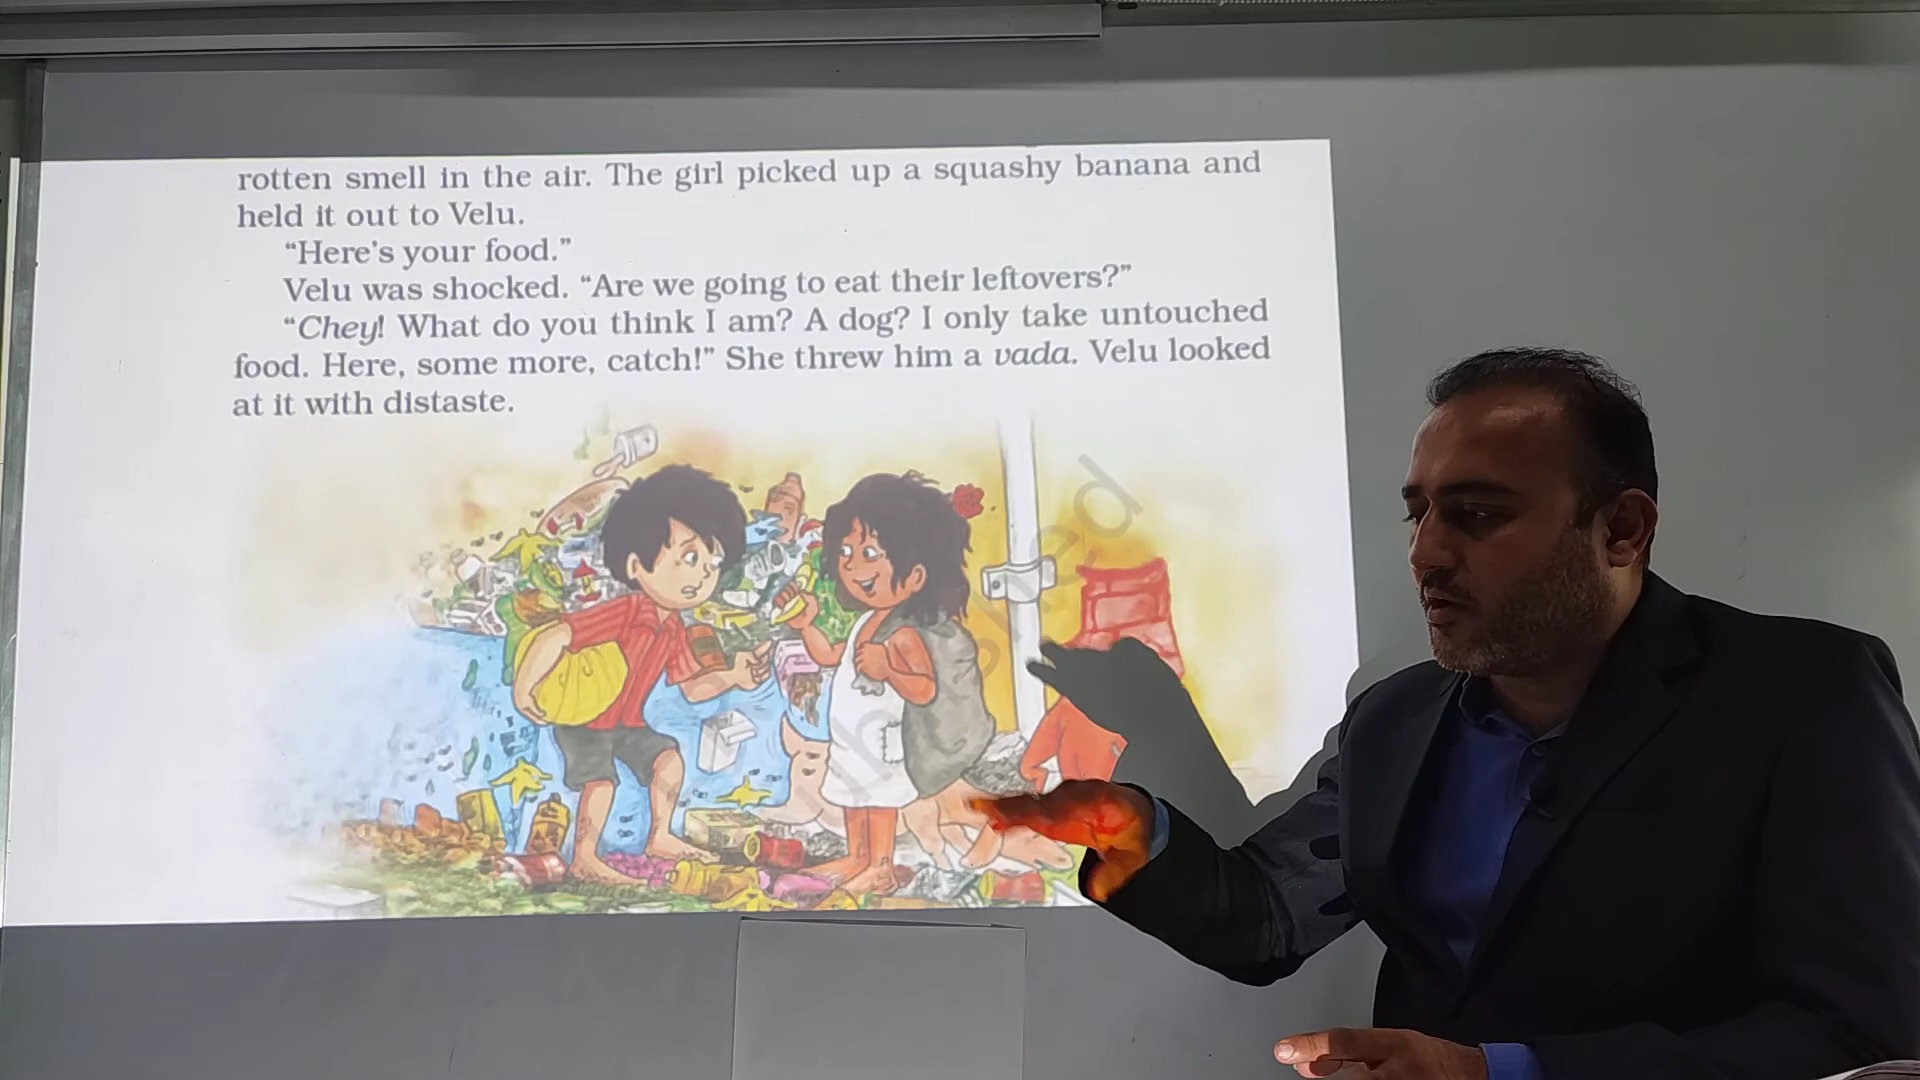 rotten smell in the air. The girl picked up a squashy banana and
held it out to Velu.
“Here’s your food.”
Velu was shocked. “Are we going to eat their leftovers?”
“Chey! What do you think I am? A dog? I only take untouched
food. Here, some more, catch!” She threw him a vada. Velu looked
at it with distaste.